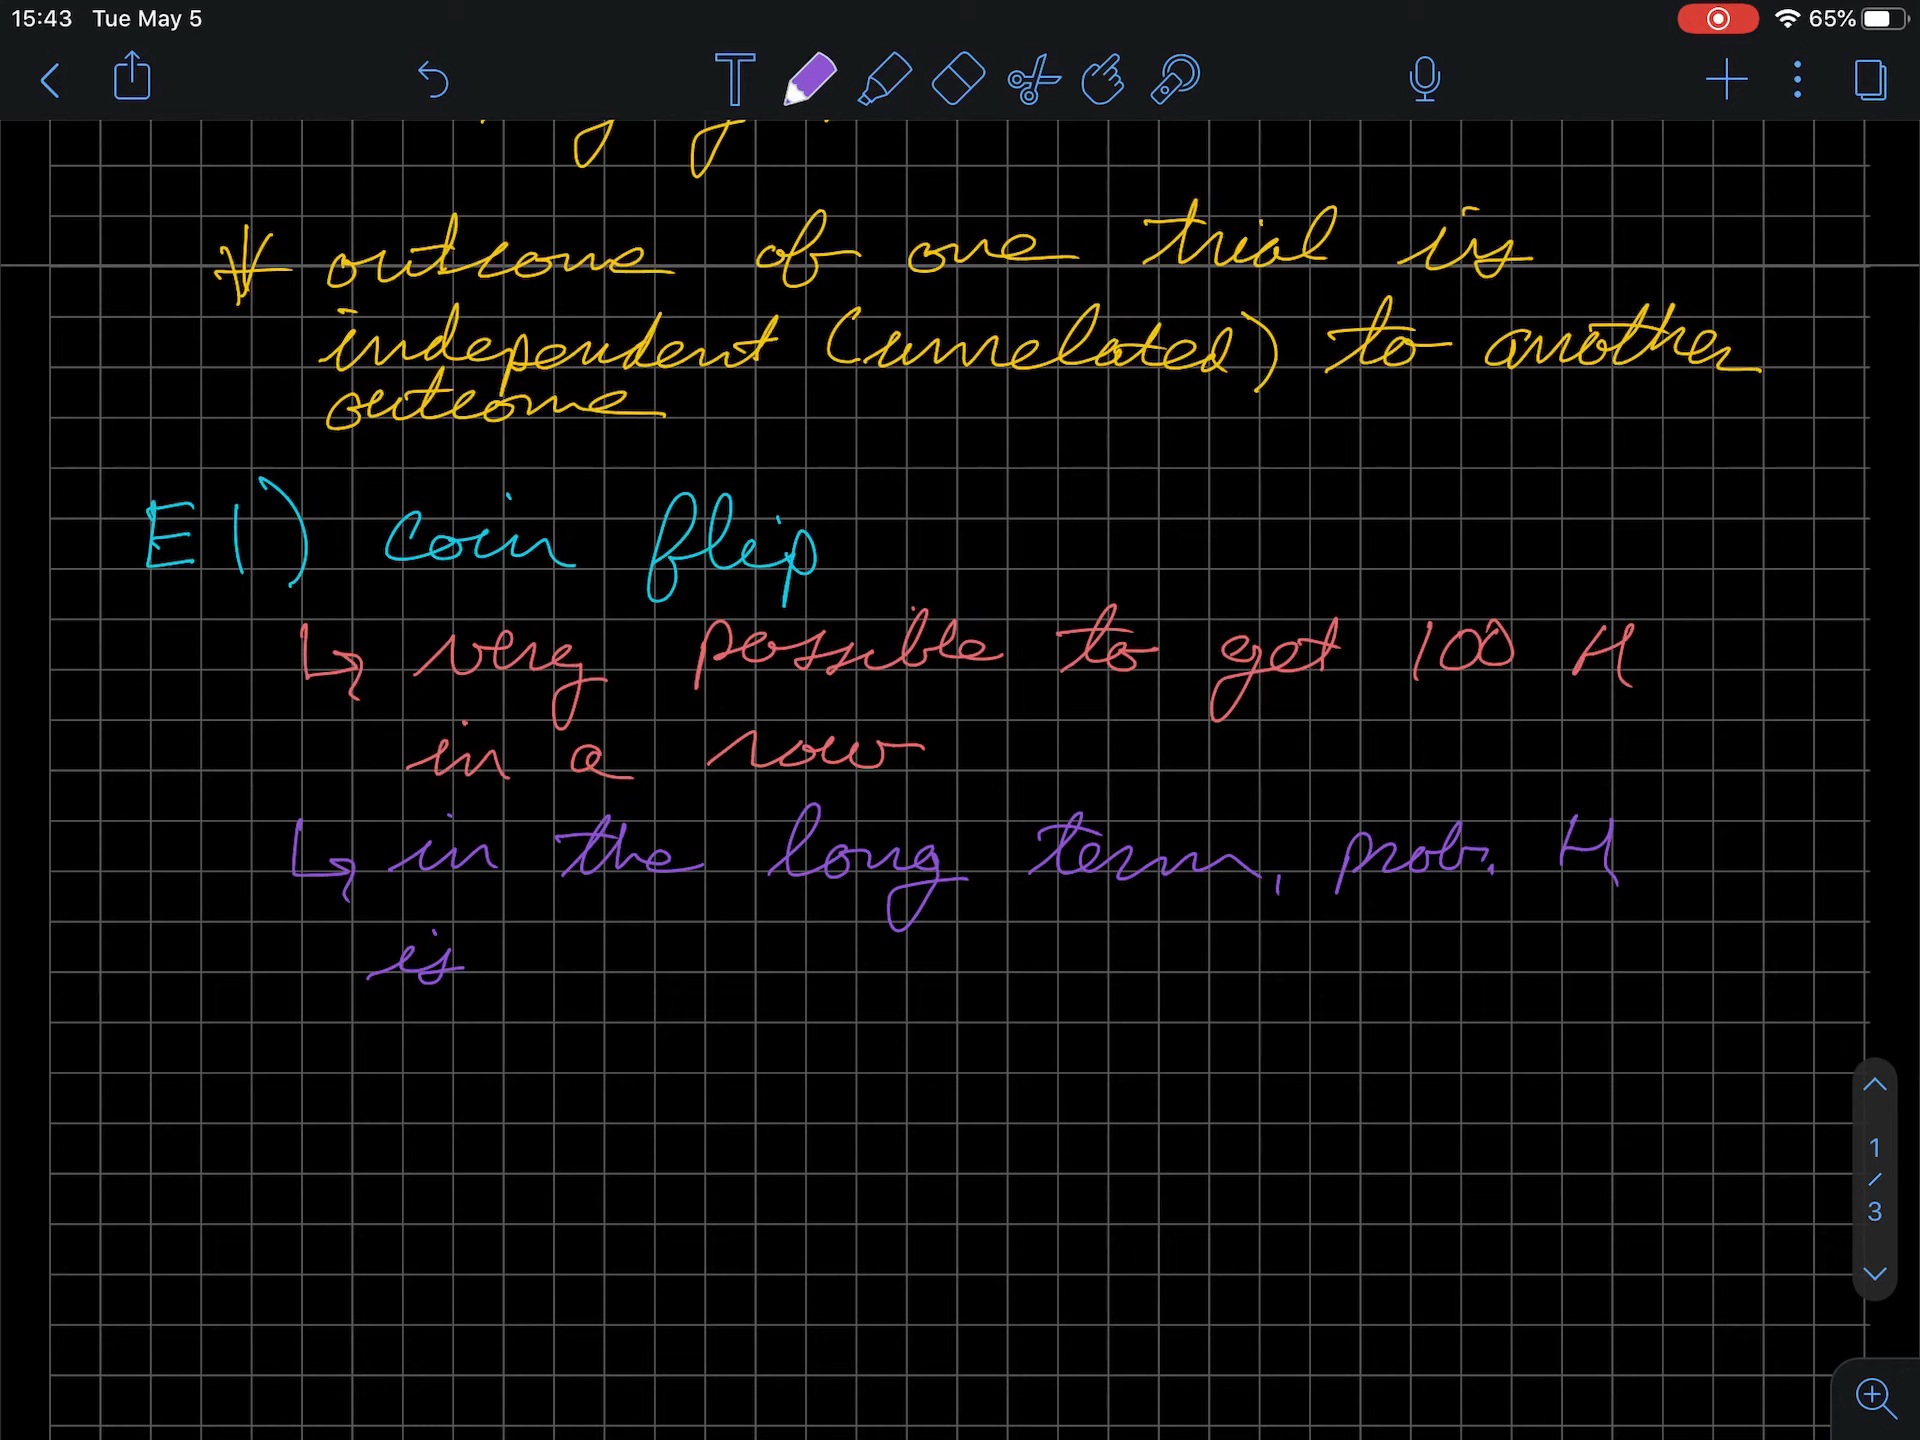 15:43 Tue May 5 65%
* outcome of one trial is
independent (unrelated) to another
outcome
E1) coin flip
↳ very possible to get 100 H
in a row
↳ in the long term, prob. H
is
1
/
3